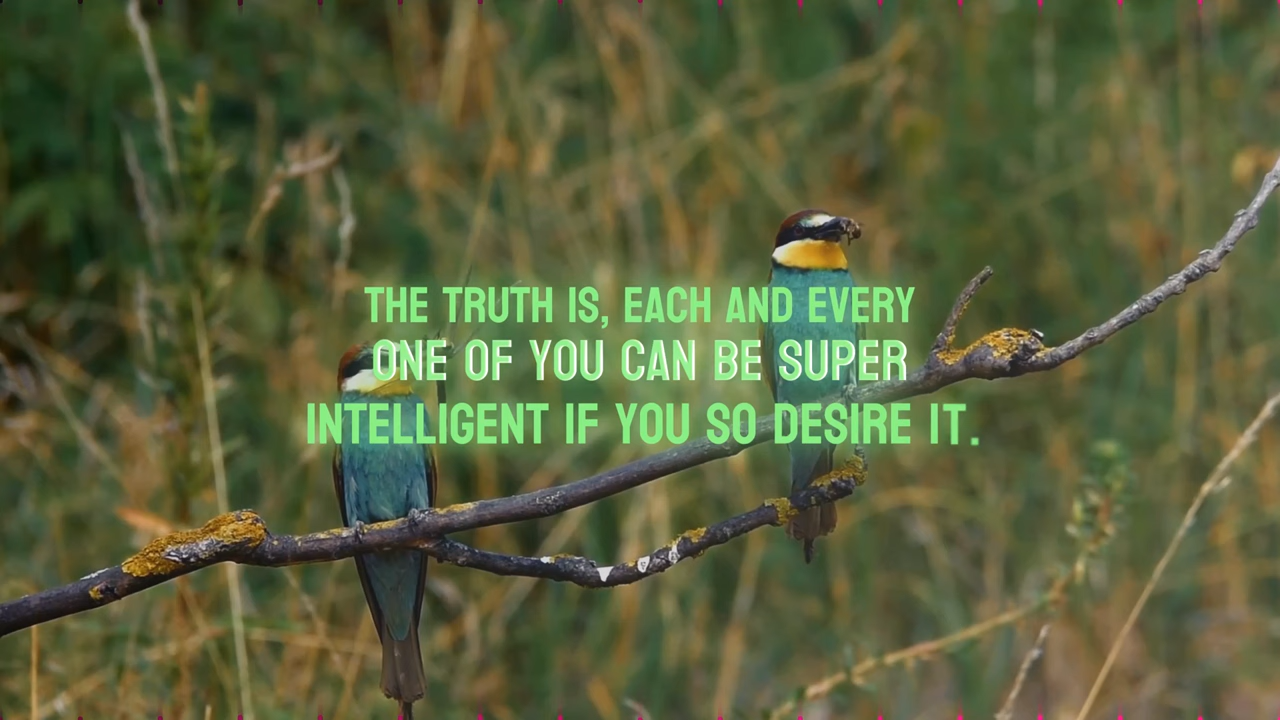 THE TRUTH IS, EACH AND EVERY
ONE OF YOU CAN BE SUPER
INTELLIGENT IF YOU SO DESIRE IT.